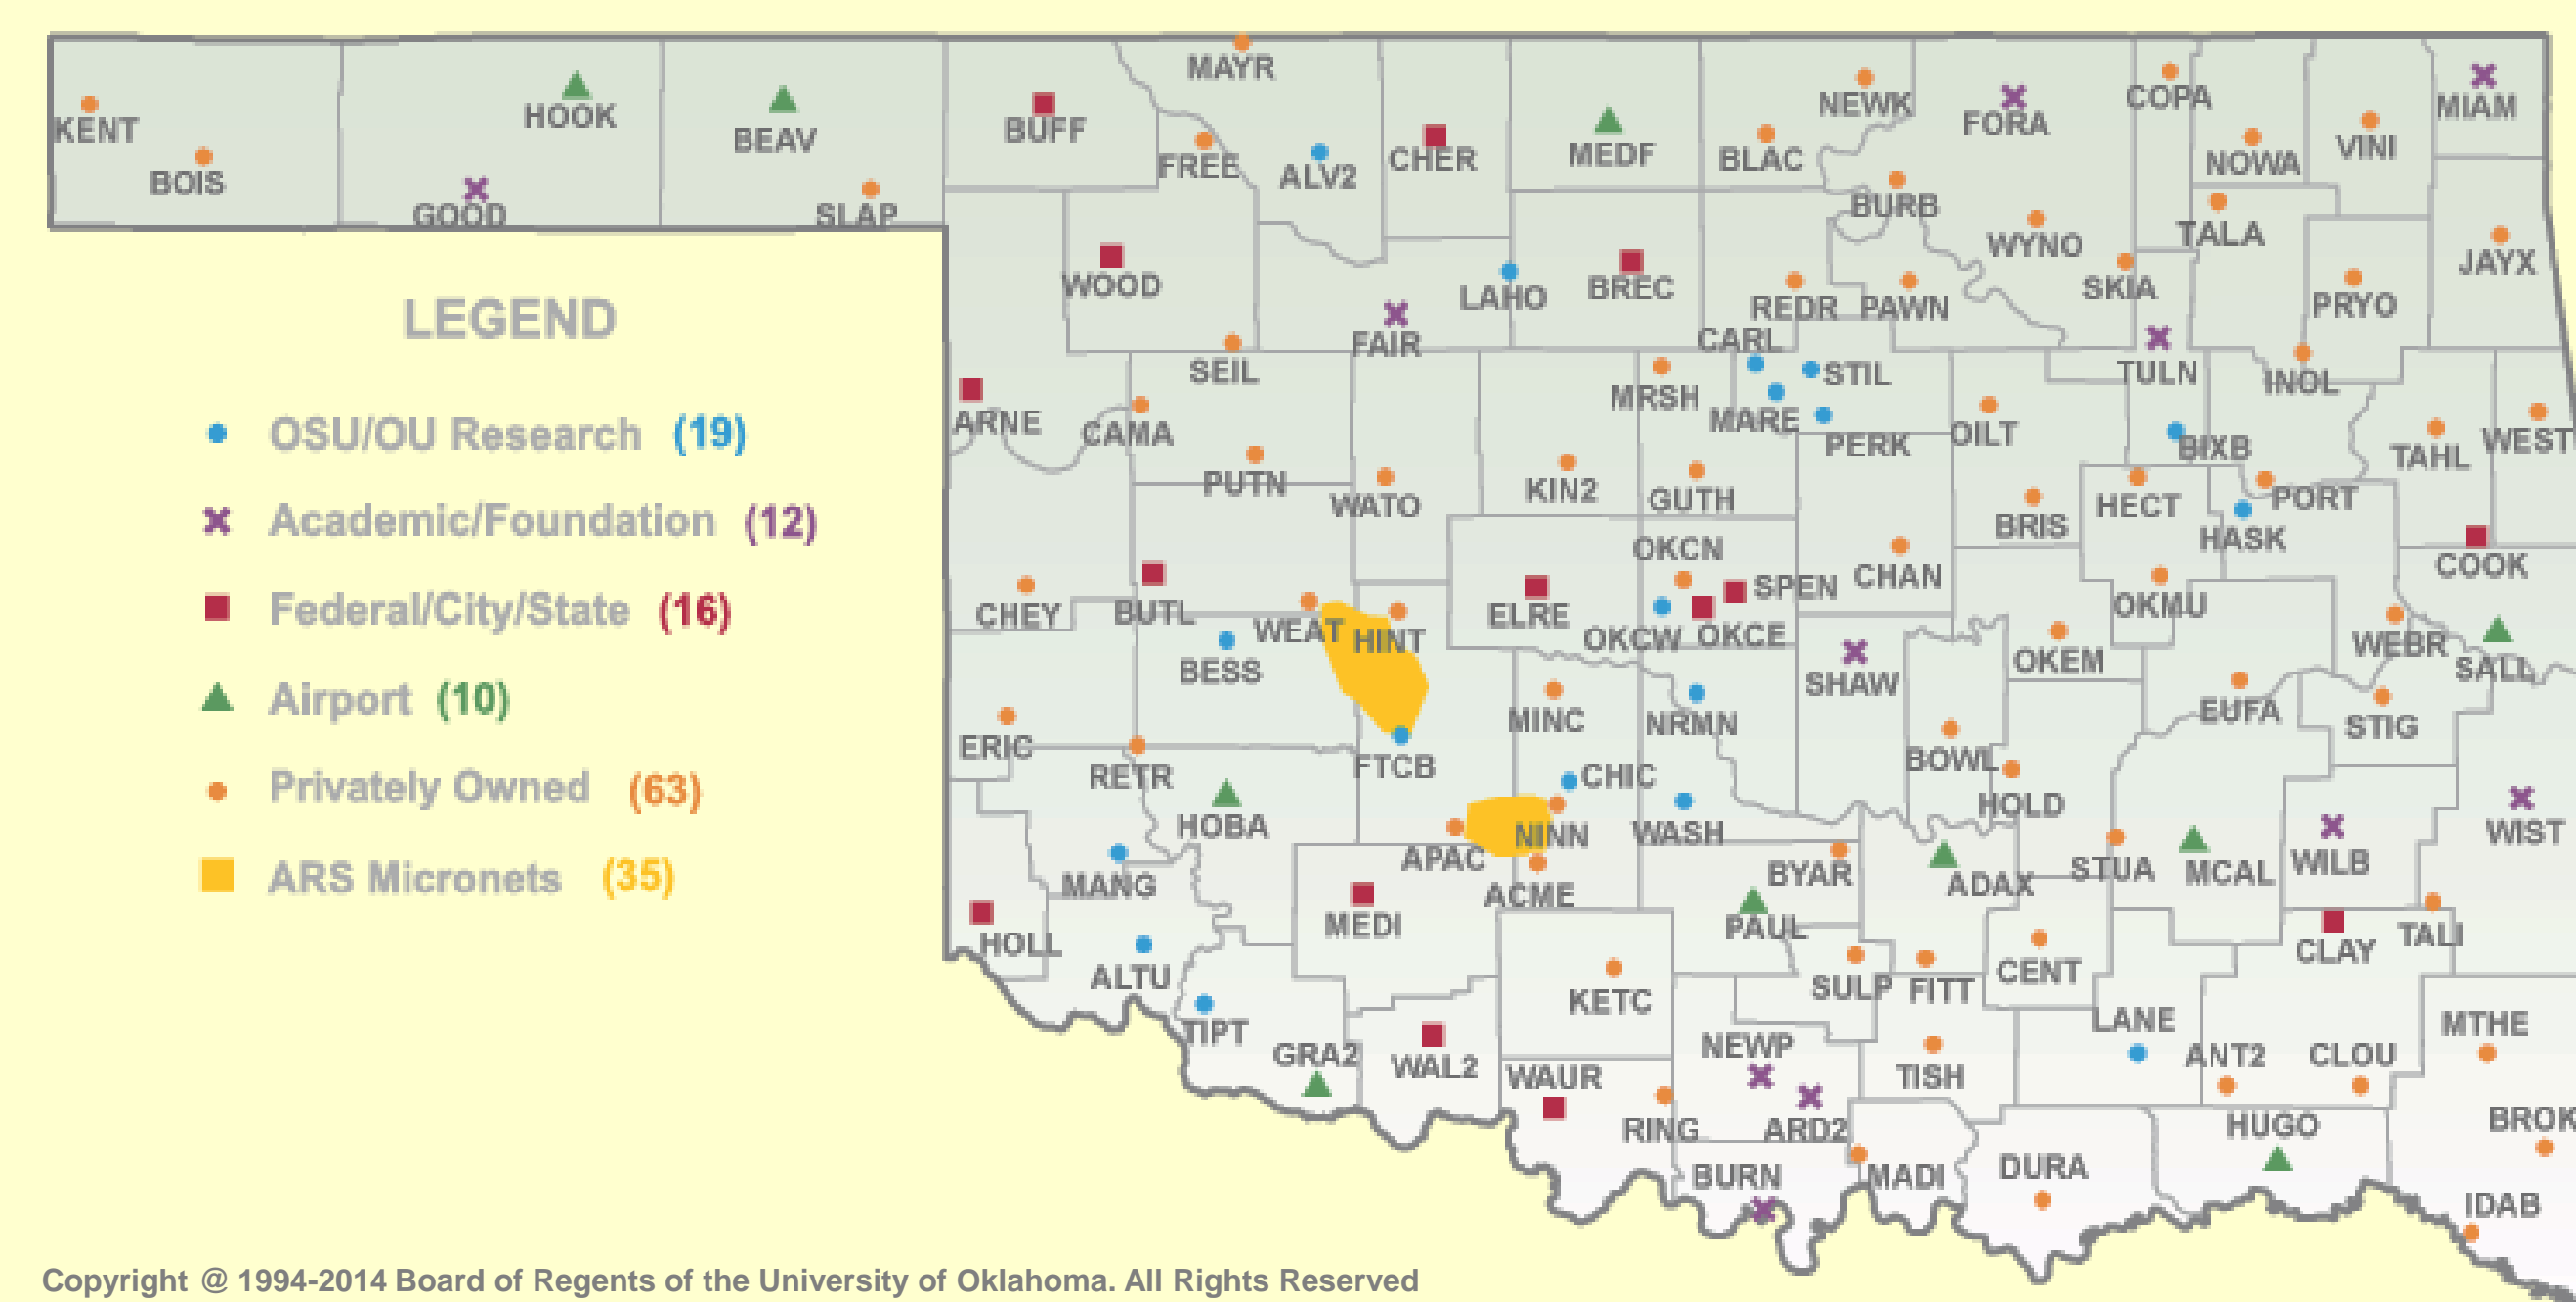 MAYR
KENT
BOIS
HOOK
GOOD
BEAV
SLAP
BUFF
FREE
ALV2
CHER
MEDF
BLAC
NEWK
FORA
COPA
NOWA
VINI
MIAM
BURB
WYNO
TALA
SKIA
JAYX
WOOD
SEIL
FAIR
LAHO
BREC
REDR
PAWN
PRYO
CARL
STIL
TULN
INOL
ARNE
CAMA
PUTN
WATO
KIN2
MRSH
MARE
PERK
GUTH
OILT
BIXB
TAHL
WEST
HECT
PORT
BRIS
HASK
OKCN
SPEN
CHAN
COOK
CHEY
BUTL
WEAT
HINT
ELRE
OKCW
OKCE
OKMU
BESS
SHAW
OKEM
WEBR
SALL
ERIC
RETR
FTCB
MINC
NRMN
BOWL
EUFA
STIG
HOBA
CHIC
NINN
WASH
HOLD
WIST
MANG
APAC
ACME
BYAR
ADAX
STUA
MCAL
WILB
HOLL
ALTU
MEDI
PAUL
CLAY
TALI
KETC
SULP
FITT
CENT
TIPT
GRA2
WAL2
WAUR
NEWP
TISH
LANE
ANT2
CLOU
MTHE
RING
ARD2
BURN
MADI
DURA
HUGO
BROK
IDAB
LEGEND
OSU/OU Research (19)
Academic/Foundation (12)
Federal/City/State (16)
Airport (10)
Privately Owned (63)
ARS Micronets (35)
Copyright @ 1994-2014 Board of Regents of the University of Oklahoma. All Rights Reserved